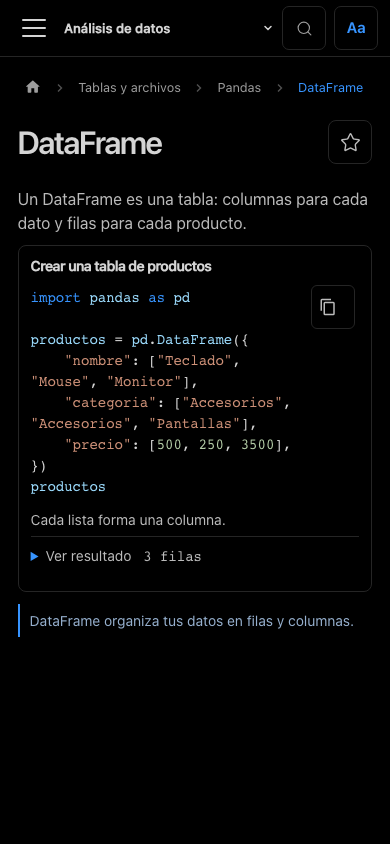 Análisis de datos
Aa
Tablas y archivos
Pandas
DataFrame
DataFrame
Un DataFrame es una tabla: columnas para cada
dato y filas para cada producto.
Crear una tabla de productos
import pandas as pd
productos = pd.DataFrame({
    "nombre": ["Teclado",
"Mouse", "Monitor"],
    "categoria": ["Accesorios",
"Accesorios", "Pantallas"],
    "precio": [500, 250, 3500],
})
productos
Cada lista forma una columna.
Ver resultado 3 filas
DataFrame organiza tus datos en filas y columnas.